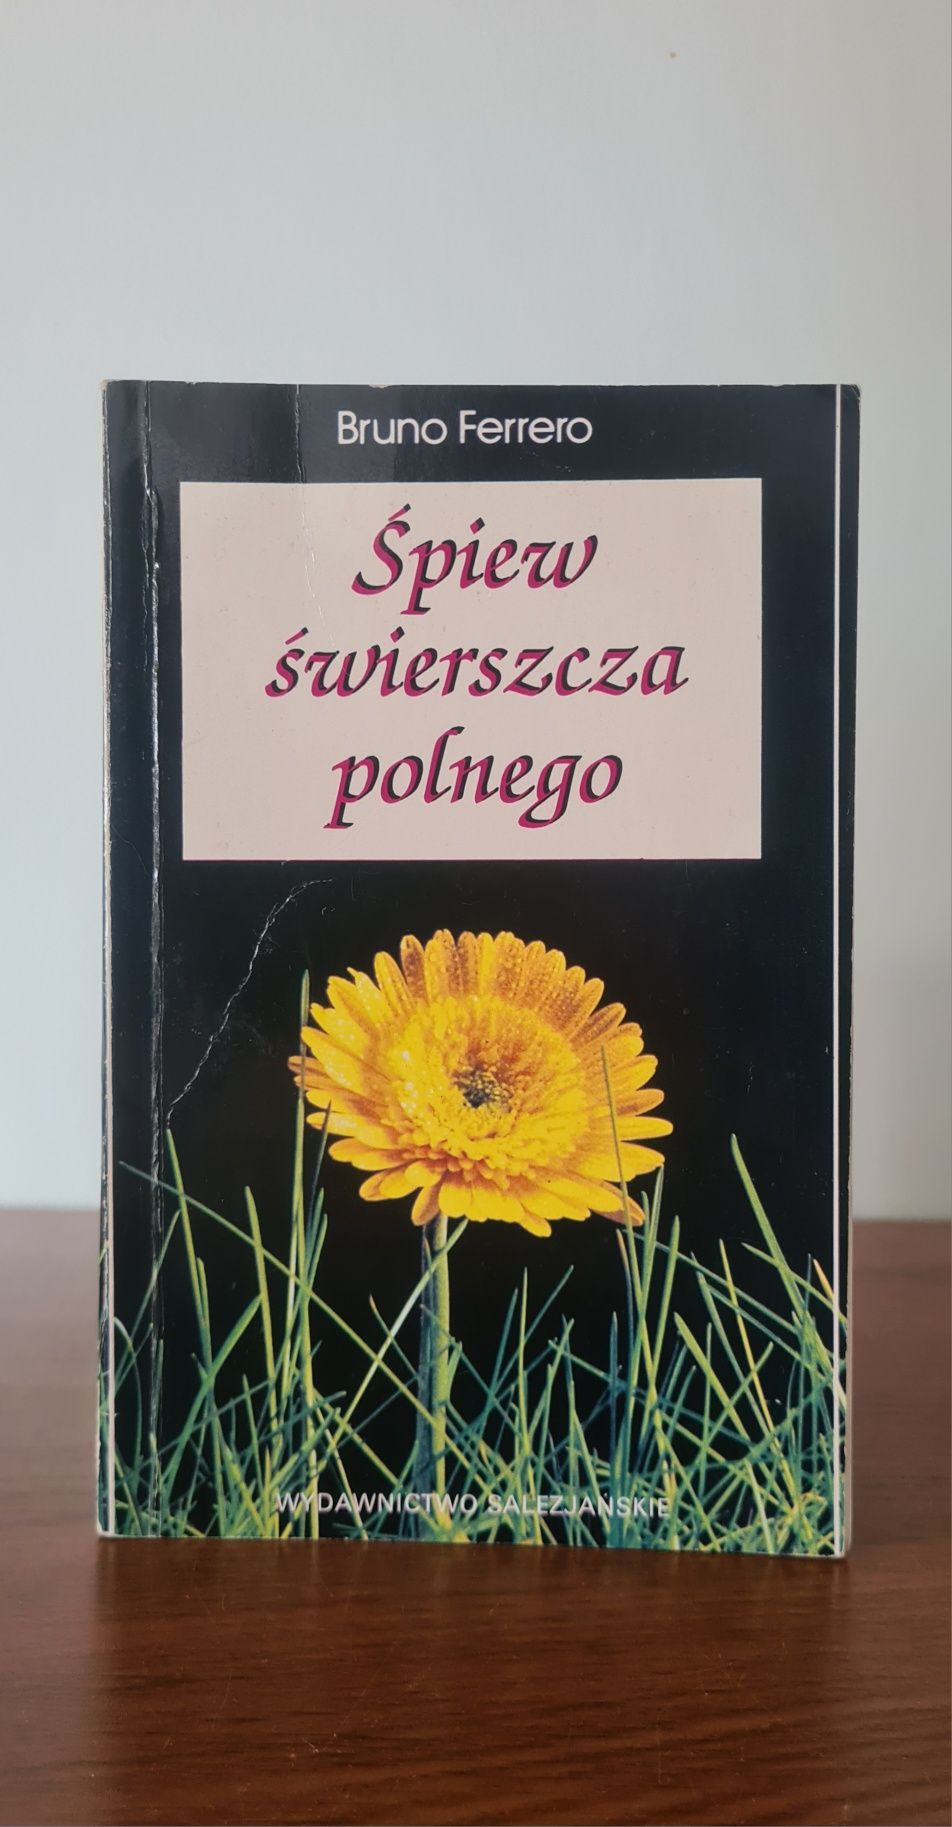 Bruno Ferrero
Śpiew
świerszcza
polnego
WYDAWNICTWO SALEZJAŃSKIE